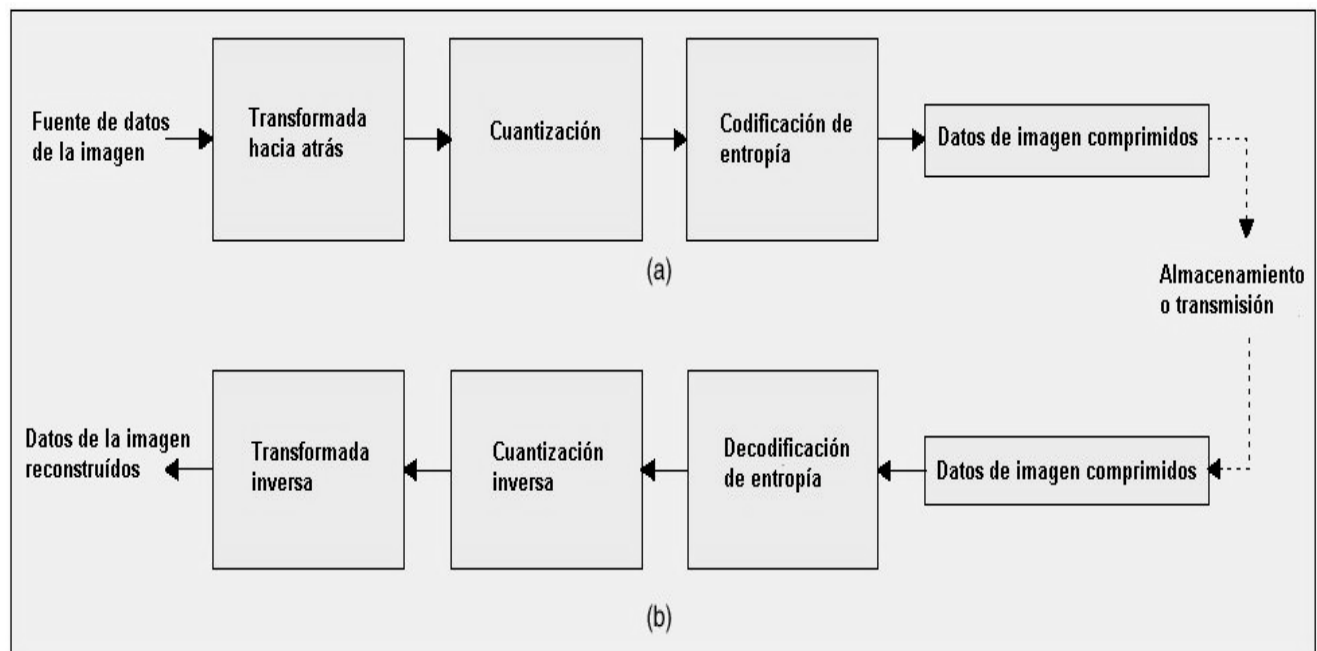 Fuente de datos
de la imagen
Transformada
hacia atrás
Cuantización
Codificación de
entropía
Datos de imagen comprimidos
(a)
Almacenamiento
o transmisión
Datos de la imagen
reconstruídos
Transformada
inversa
Cuantización
inversa
Decodificación
de entropía
Datos de imagen comprimidos
(b)